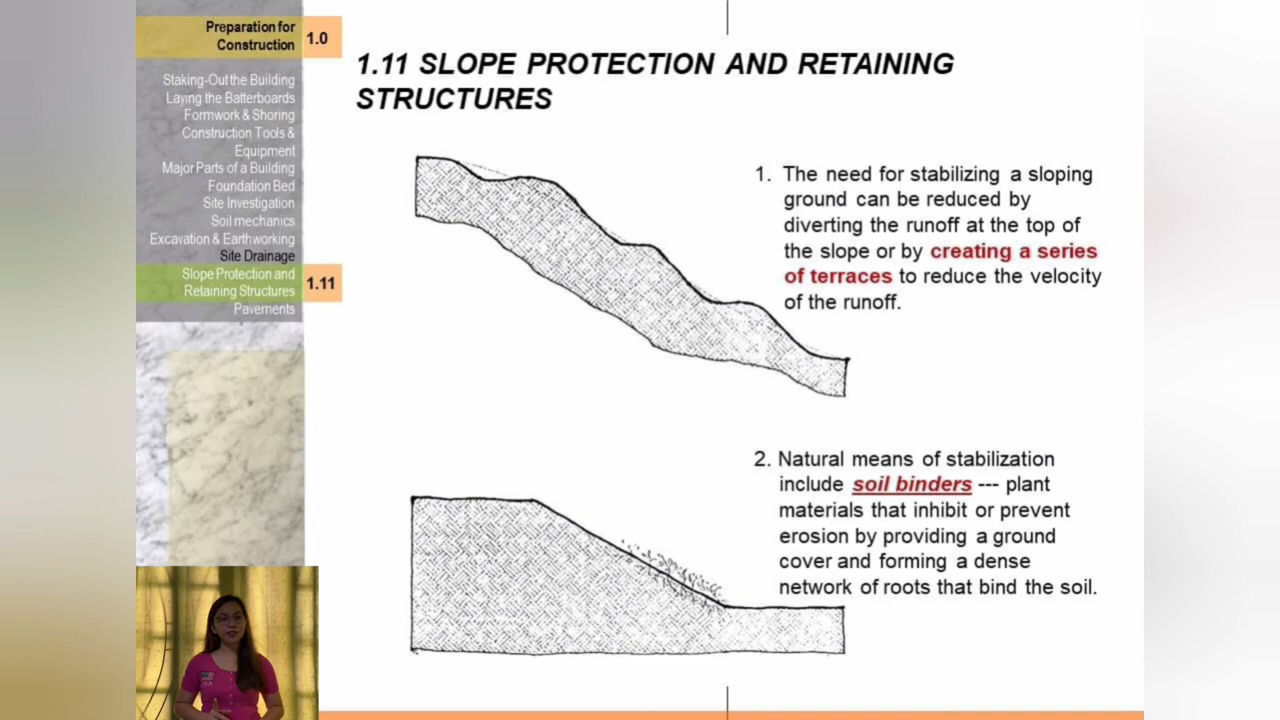 Preparation for
Construction
1.0
Staking-Out the Building
Laying the Batterboards
Formwork & Shoring
Construction Tools &
Equipment
Major Parts of a Building
Foundation Bed
Site Investigation
Soil mechanics
Excavation & Earthworking
Site Drainage
Slope Protection and
Retaining Structures
1.11
Pavements
1.11 SLOPE PROTECTION AND RETAINING
STRUCTURES
1. The need for stabilizing a sloping
ground can be reduced by
diverting the runoff at the top of
the slope or by creating a series
of terraces to reduce the velocity
of the runoff.
2. Natural means of stabilization
include soil binders --- plant
materials that inhibit or prevent
erosion by providing a ground
cover and forming a dense
network of roots that bind the soil.